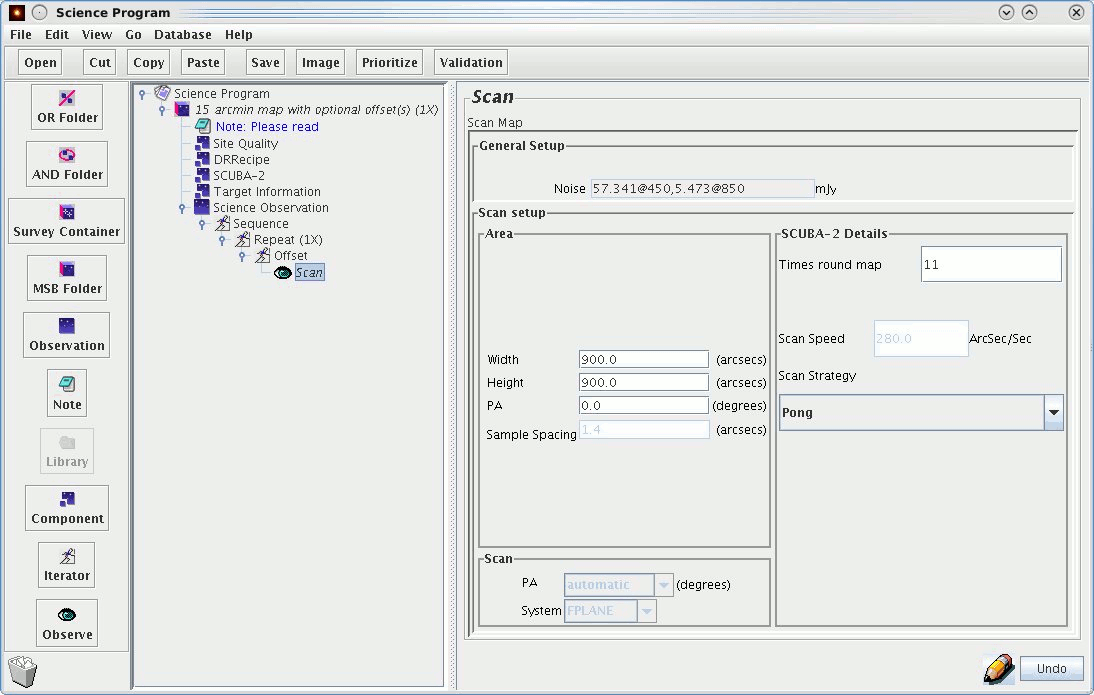 Science Program
File Edit View Go Database Help
Open Cut Copy Paste Save Image Prioritize Validation
OR Folder
AND Folder
Survey Container
MSB Folder
Observation
Note
Library
Component
Iterator
Observe
Science Program
15 arcmin map with optional offset(s) (1X)
Note: Please read
Site Quality
DRRecipe
SCUBA-2
Target Information
Science Observation
Sequence
Repeat (1X)
Offset
Scan
Scan
Scan Map
General Setup
Noise 57.341@450,5.473@850 mJy
Scan setup
Area
Width 900.0 (arcsecs)
Height 900.0 (arcsecs)
PA 0.0 (degrees)
Sample Spacing 1.4 (arcsecs)
Scan
PA automatic (degrees)
System FPLANE
SCUBA-2 Details
Times round map 11
Scan Speed 280.0 ArcSec/Sec
Scan Strategy
Pong
Undo